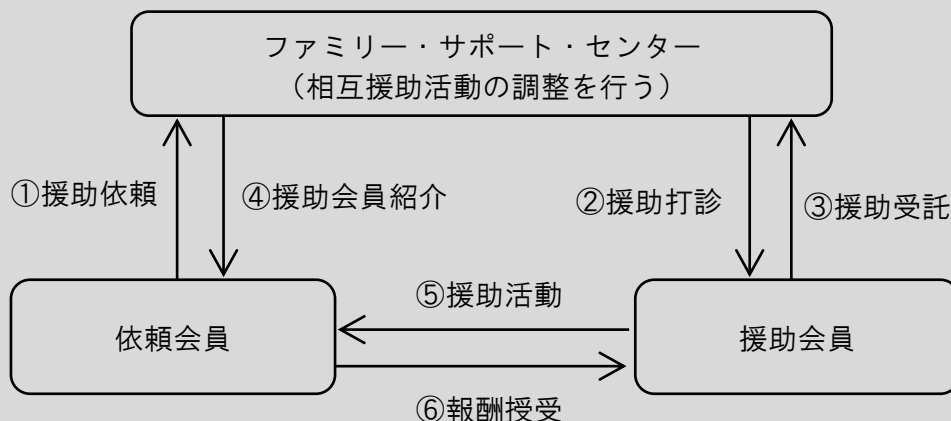 ファミリー・サポート・センター
（相互援助活動の調整を行う）
①援助依頼
④援助会員紹介
②援助打診
③援助受託
⑤援助活動
依頼会員
援助会員
⑥報酬授受